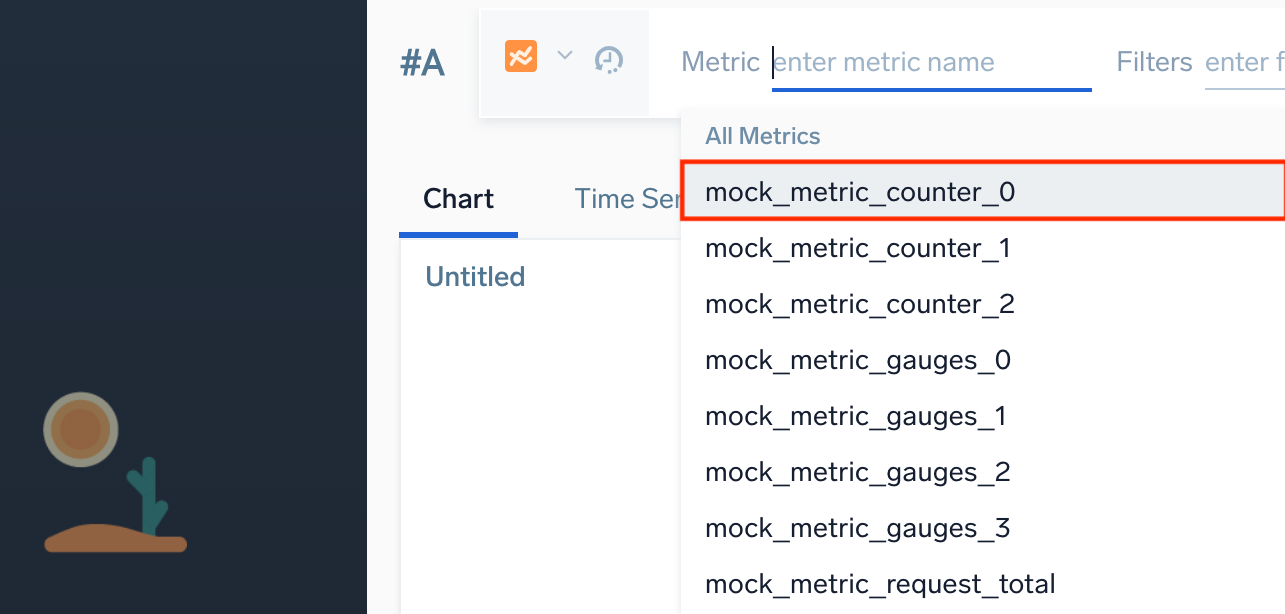 #A
Metric enter metric name Filters enter f
All Metrics
mock_metric_counter_0
Chart Time Ser
mock_metric_counter_1
Untitled
mock_metric_counter_2
mock_metric_gauges_0
mock_metric_gauges_1
mock_metric_gauges_2
mock_metric_gauges_3
mock_metric_request_total